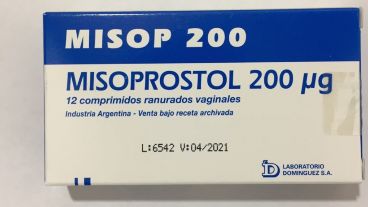 MISOP 200
MISOPROSTOL 200 µg
12 comprimidos ranurados vaginales
Industria Argentina - Venta bajo receta archivada
L:6542 V:04/2021
LABORATORIO
DOMINGUEZ S.A.